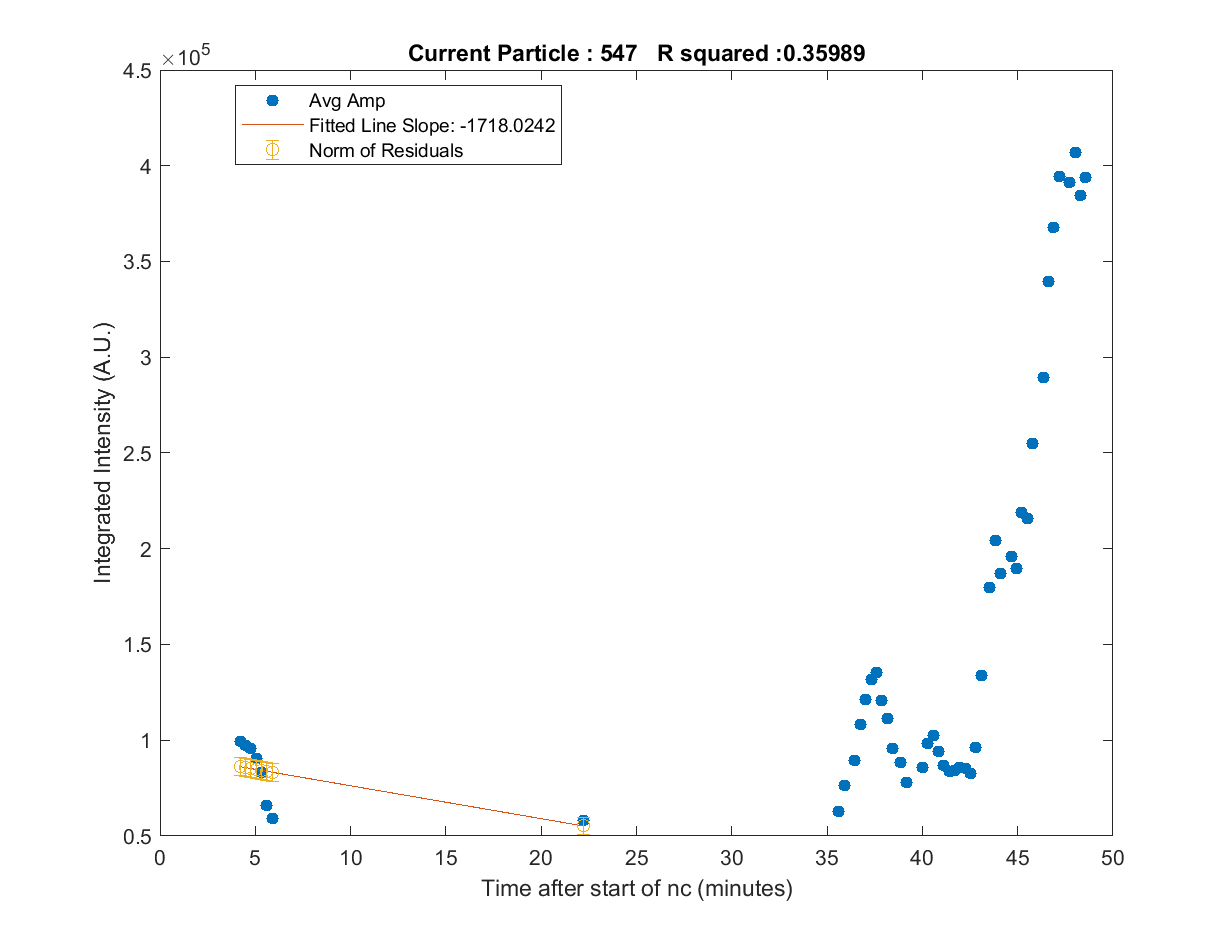 Current Particle : 547   R squared :0.35989
×10^5
4.5
4
3.5
3
2.5
2
1.5
1
0.5
Integrated Intensity (A.U.)
Avg Amp
Fitted Line Slope: -1718.0242
Norm of Residuals
0 5 10 15 20 25 30 35 40 45 50
Time after start of nc (minutes)